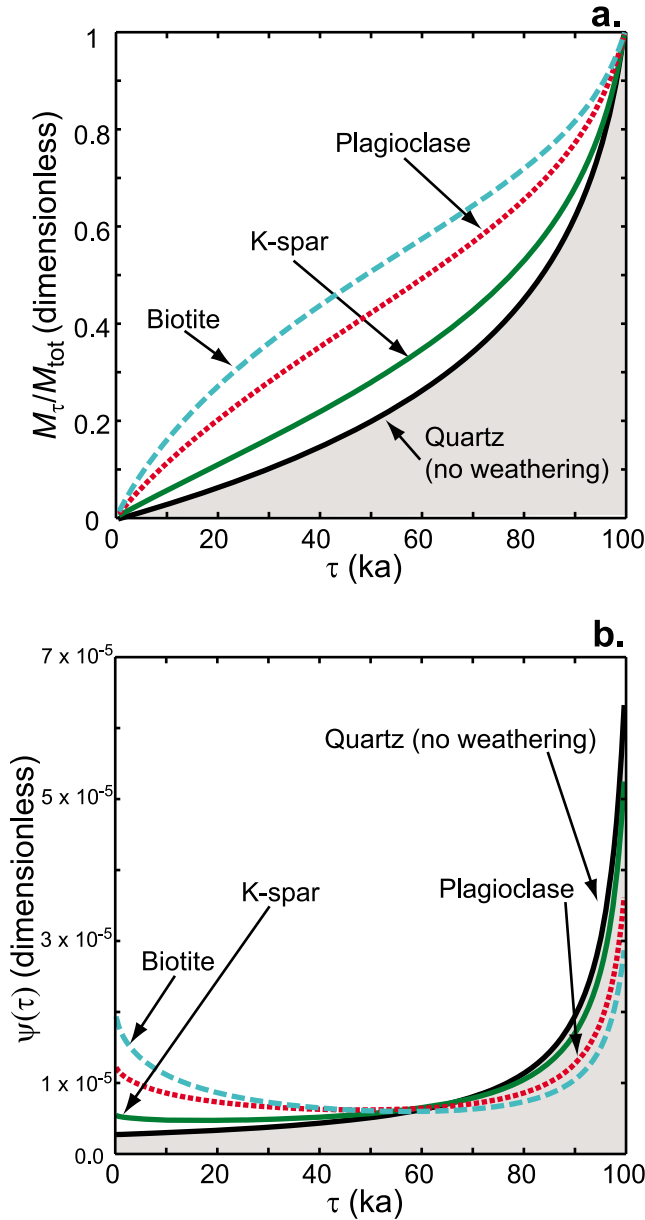 a.
1
0.8
0.6
0.4
0.2
0
Mτ/Mtot (dimensionless)
Plagioclase
K-spar
Biotite
Quartz
(no weathering)
0 20 40 60 80 100
τ (ka)
b.
7 x 10-5
5 x 10-5
3 x 10-5
1 x 10-5
0.0
ψ(τ) (dimensionless)
Quartz (no weathering)
Plagioclase
K-spar
Biotite
0 20 40 60 80 100
τ (ka)